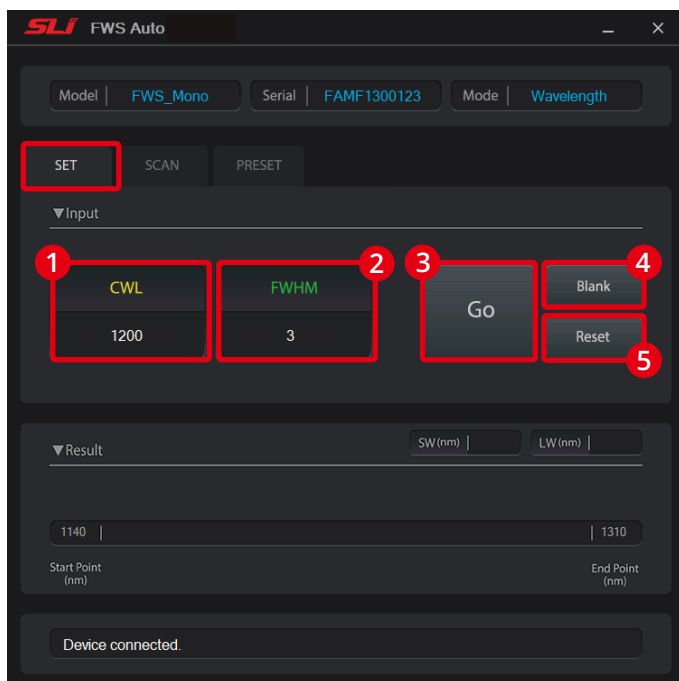 SLi FWS Auto
Model | FWS_Mono Serial | FAMF1300123 Mode | Wavelength
SET SCAN PRESET
▼Input
1 2 3 4
CWL FWHM Go Blank
1200 3 Reset
5
▼Result SW(nm) | LW(nm) |
1140 | | 1310
Start Point End Point
(nm) (nm)
Device connected.